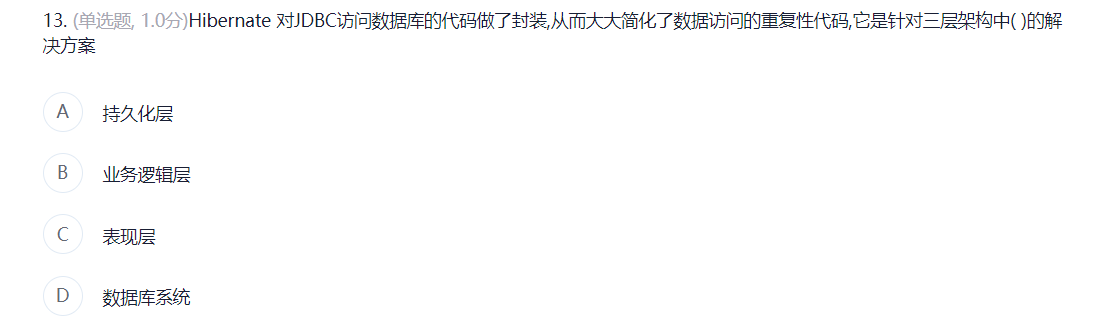 13. (单选题, 1.0分)Hibernate 对JDBC访问数据库的代码做了封装,从而大大简化了数据访问的重复性代码,它是针对三层架构中( )的解
决方案
A 持久化层
B 业务逻辑层
C 表现层
D 数据库系统